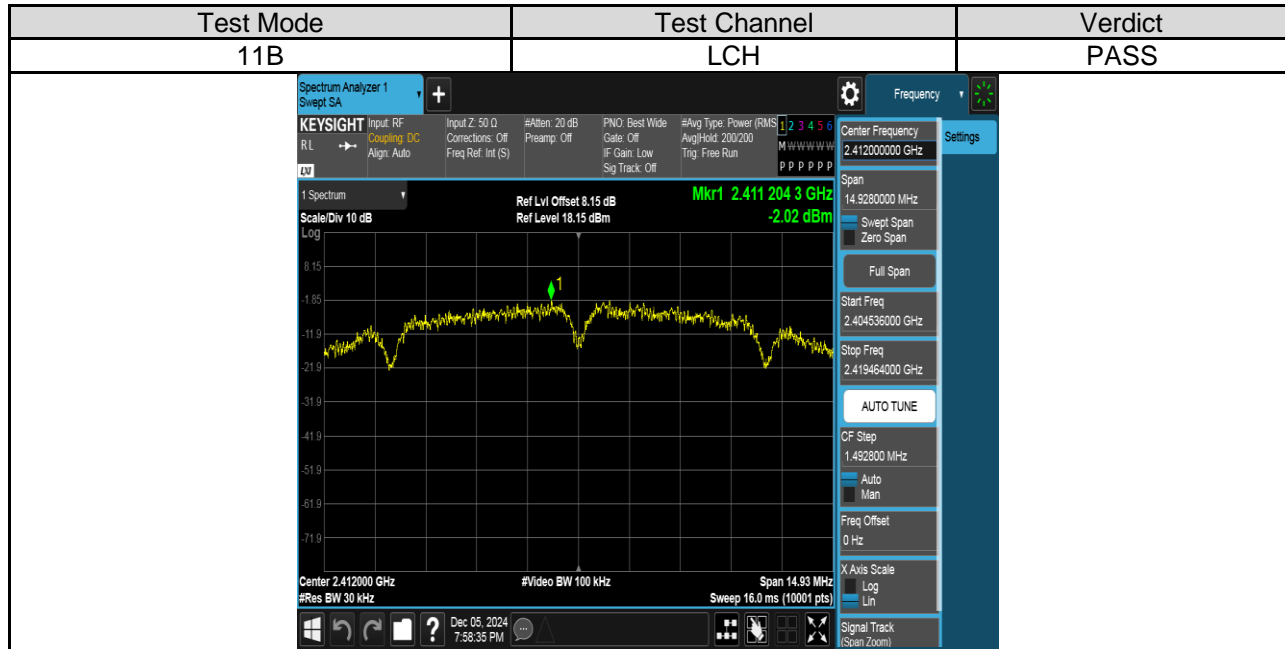 Test Mode Test Channel Verdict
11B LCH PASS
Spectrum Analyzer 1
Swept SA
+
Frequency
KEYSIGHT
RL
LXI
Input: RF
Coupling: DC
Align: Auto
Input Z: 50 Ω
Corrections: Off
Freq Ref: Int (S)
#Atten: 20 dB
Preamp: Off
PNO: Best Wide
Gate: Off
IF Gain: Low
Sig Track: Off
#Avg Type: Power (RMS
Avg|Hold: 200/200
Trig: Free Run
1 2 3 4 5 6
M W W W W W
P P P P P P
1 Spectrum
Scale/Div 10 dB
Log
Ref Lvl Offset 8.15 dB
Ref Level 18.15 dBm
Mkr1 2.411 204 3 GHz
-2.02 dBm
8.15
-1.85
-11.9
-21.9
-31.9
-41.9
-51.9
-61.9
-71.9
1
Center 2.412000 GHz
#Res BW 30 kHz
#Video BW 100 kHz
Span 14.93 MHz
Sweep 16.0 ms (10001 pts)
Dec 05, 2024
7:58:35 PM
?
Center Frequency
2.412000000 GHz
Settings
Span
14.9280000 MHz
Swept Span
Zero Span
Full Span
Start Freq
2.404536000 GHz
Stop Freq
2.419464000 GHz
AUTO TUNE
CF Step
1.492800 MHz
Auto
Man
Freq Offset
0 Hz
X Axis Scale
Log
Lin
Signal Track
(Span Zoom)